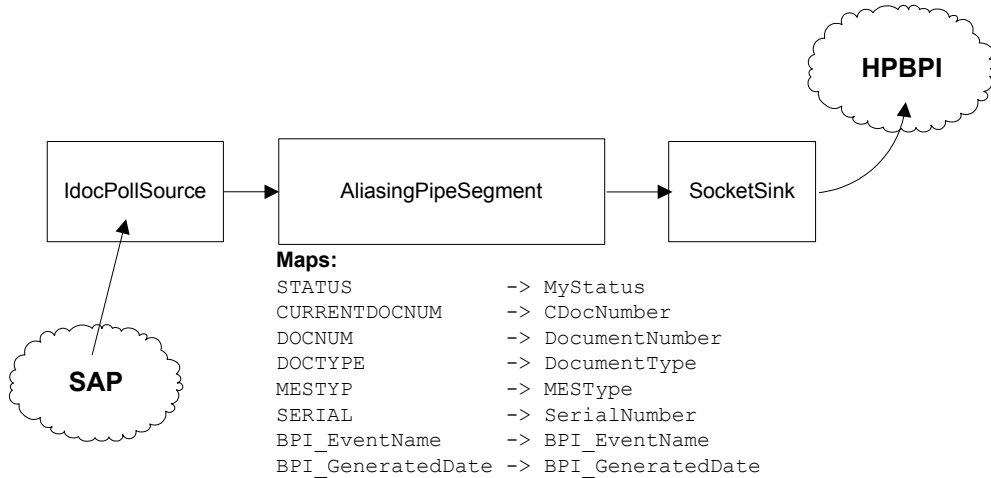 HPBPI
IdocPollSource
AliasingPipeSegment
SocketSink
Maps:
STATUS -> MyStatus
CURRENTDOCNUM -> CDocNumber
DOCNUM -> DocumentNumber
DOCTYPE -> DocumentType
MESTYP -> MESType
SERIAL -> SerialNumber
BPI_EventName -> BPI_EventName
BPI_GeneratedDate -> BPI_GeneratedDate
SAP